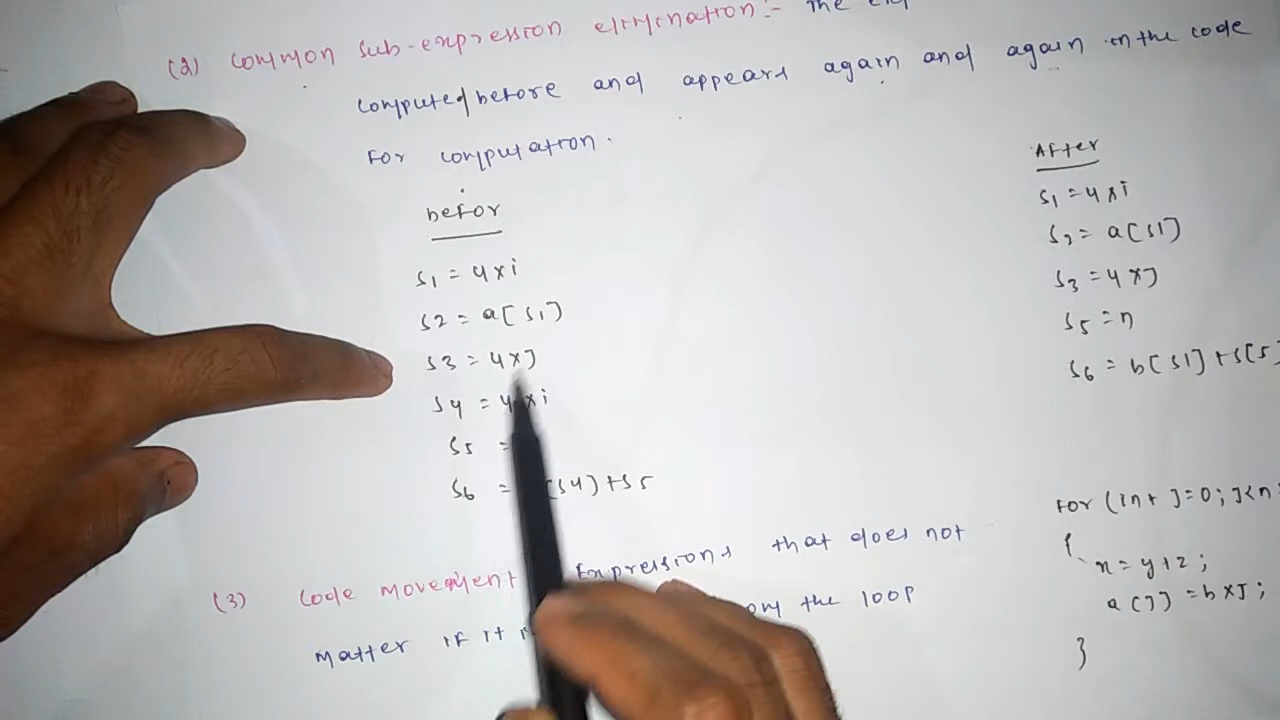 (2) Common sub-expression elimination:- The
computed before and appears again and again in the code
For computation.
befor
S1 = 4xi
S2 = a[S1]
S3 = 4xJ
S4 = 4xi
S5 =
S6 = [S4]+S5
After
S1 = 4xi
S2 = a[S1]
S3 = 4xJ
S5 = n
S6 = b[S1]+S[5]
(3) Code movement Expressions that does not
matter if it the loop
For (int J=0; J<n;
{
x = y+z;
a[J] = bxJ;
}